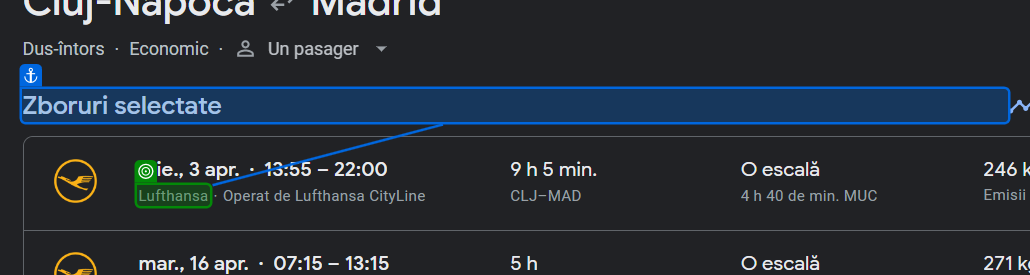 Cluj-Napoca Madrid
Dus-întors · Economic · Un pasager
Zboruri selectate
ie., 3 apr. · 13:55 – 22:00
Lufthansa · Operat de Lufthansa CityLine
9 h 5 min.
CLJ–MAD
O escală
4 h 40 de min. MUC
246 k
Emisii
mar., 16 apr. · 07:15 – 13:15
5 h
O escală
271 k